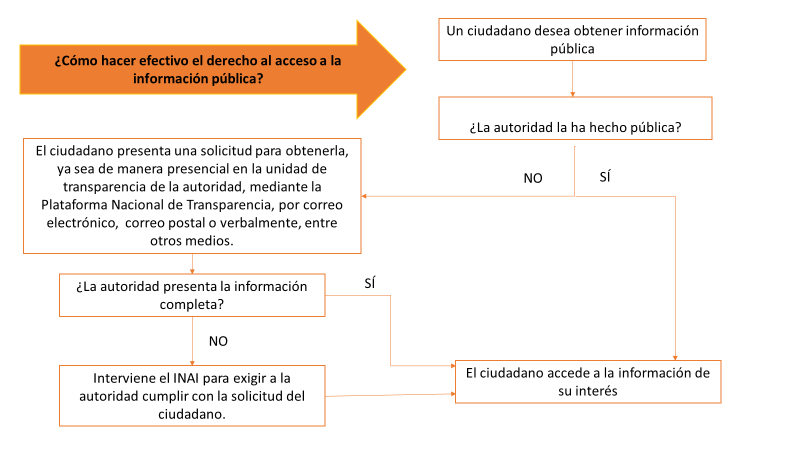 ¿Cómo hacer efectivo el derecho al acceso a la
información pública?
Un ciudadano desea obtener información
pública
¿La autoridad la ha hecho pública?
NO
SÍ
El ciudadano presenta una solicitud para obtenerla,
ya sea de manera presencial en la unidad de
transparencia de la autoridad, mediante la
Plataforma Nacional de Transparencia, por correo
electrónico, correo postal o verbalmente, entre
otros medios.
¿La autoridad presenta la información
completa?
SÍ
NO
Interviene el INAI para exigir a la
autoridad cumplir con la solicitud del
ciudadano.
El ciudadano accede a la información de
su interés